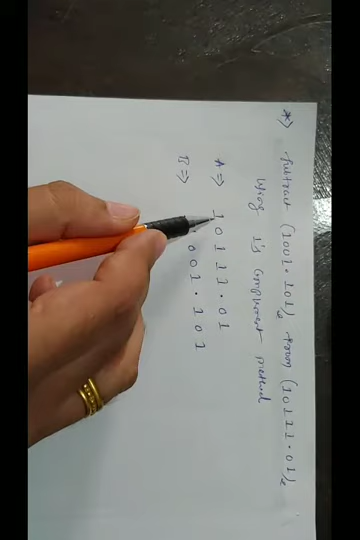 *) Subtract (1001.101)₂ from (10111.01)₂
Using 1's complement method
A => 10111.01
B => 001.101